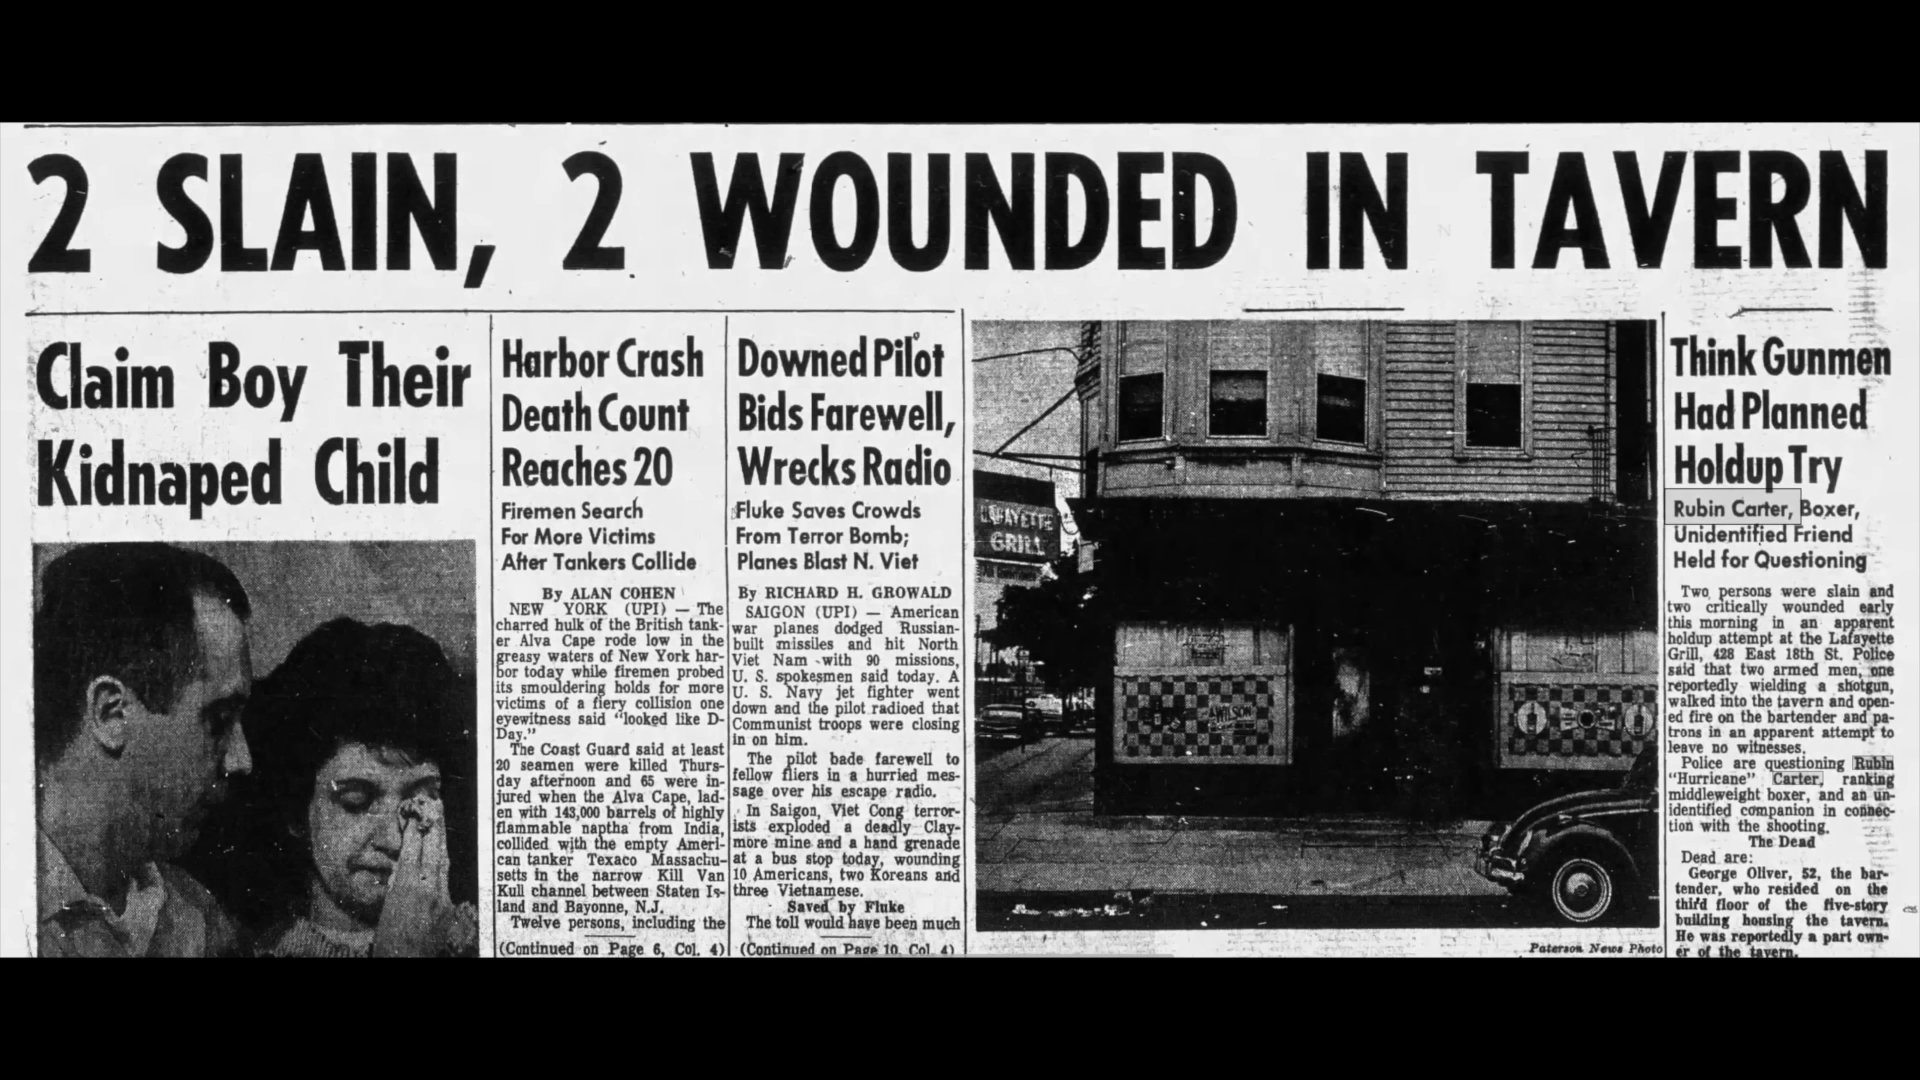 2 SLAIN, 2 WOUNDED IN TAVERN
Claim Boy Their
Kidnaped Child
Harbor Crash
Death Count
Reaches 20
Firemen Search
For More Victims
After Tankers Collide
By ALAN COHEN
NEW YORK (UPI) — The
charred hulk of the British tank-
er Alva Cape rode low in the
greasy waters of New York har-
bor today while firemen probed
its smouldering holds for more
victims of a fiery collision one
eyewitness said "looked like D-
Day."
The Coast Guard said at least
20 seamen were killed Thurs-
day afternoon and 65 were in-
jured when the Alva Cape, lad-
en with 143,000 barrels of highly
flammable naptha from India,
collided with the empty Ameri-
can tanker Texaco Massachu-
setts in the narrow Kill Van
Kull channel between Staten Is-
land and Bayonne, N.J.
Twelve persons, including the
(Continued on Page 6, Col. 4)
Downed Pilot
Bids Farewell,
Wrecks Radio
Fluke Saves Crowds
From Terror Bomb;
Planes Blast N. Viet
By RICHARD H. GROWALD
SAIGON (UPI) — American
war planes dodged Russian-
built missiles and hit North
Viet Nam with 90 missions,
U. S. spokesmen said today. A
U. S. Navy jet fighter went
down and the pilot radioed that
Communist troops were closing
in on him.
The pilot bade farewell to
fellow fliers in a hurried mes-
sage over his escape radio.
In Saigon, Viet Cong terror-
ists exploded a deadly Clay-
more mine and a hand grenade
at a bus stop today, wounding
10 Americans, two Koreans and
three Vietnamese.
Saved by Fluke
The toll would have been much
(Continued on Page 10, Col. 4)
LAFAYETTE
GRILL
WILSON
Paterson News Photo
Think Gunmen
Had Planned
Holdup Try
Rubin Carter, Boxer,
Unidentified Friend
Held for Questioning
Two persons were slain and
two critically wounded early
this morning in an apparent
holdup attempt at the Lafayette
Grill, 428 East 18th St. Police
said that two armed men, one
reportedly wielding a shotgun,
walked into the tavern and open-
ed fire on the bartender and pa-
trons in an apparent attempt to
leave no witnesses.
Police are questioning Rubin
"Hurricane" Carter, ranking
middleweight boxer, and an un-
identified companion in connec-
tion with the shooting.
The Dead
Dead are:
George Oliver, 52, the bar-
tender, who resided on the
third floor of the five-story
building housing the tavern.
He was reportedly a part own-
er of the tavern.